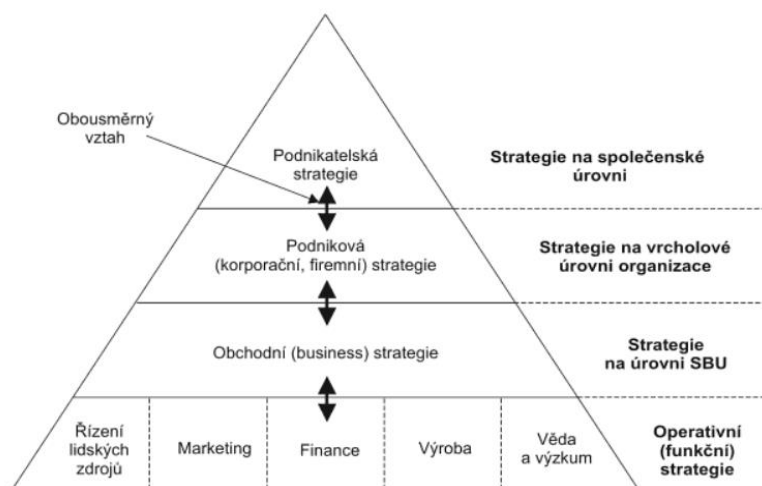 Obousměrný
vztah
Podnikatelská
strategie
Strategie na společenské
úrovni
Podniková
(korporační, firemní) strategie
Strategie na vrcholové
úrovni organizace
Obchodní (business) strategie
Strategie
na úrovni SBU
Řízení
lidských
zdrojů
Marketing
Finance
Výroba
Věda
a výzkum
Operativní
(funkční)
strategie